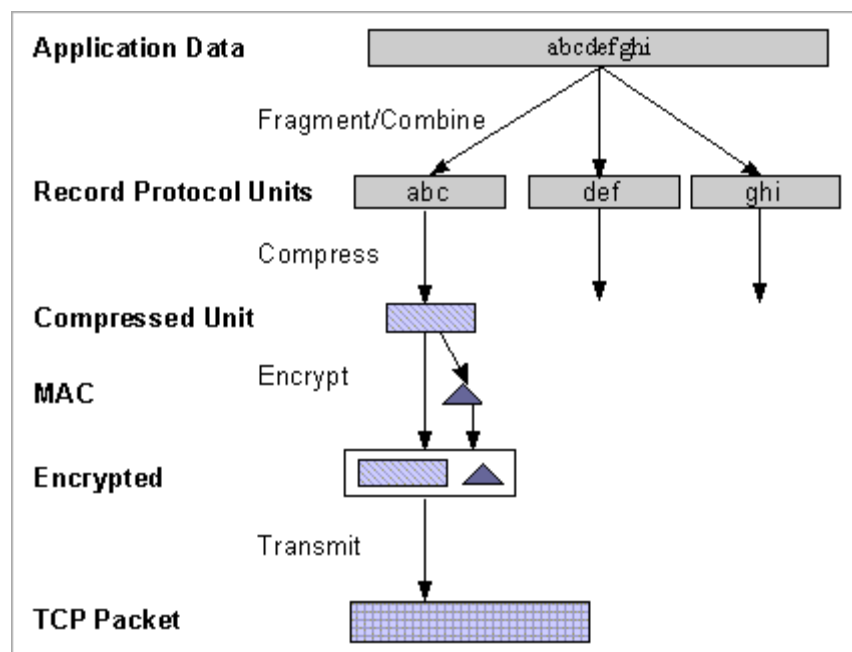 Application Data
abcdefghi
Fragment/Combine
Record Protocol Units
abc
def
ghi
Compress
Compressed Unit
Encrypt
MAC
Encrypted
Transmit
TCP Packet